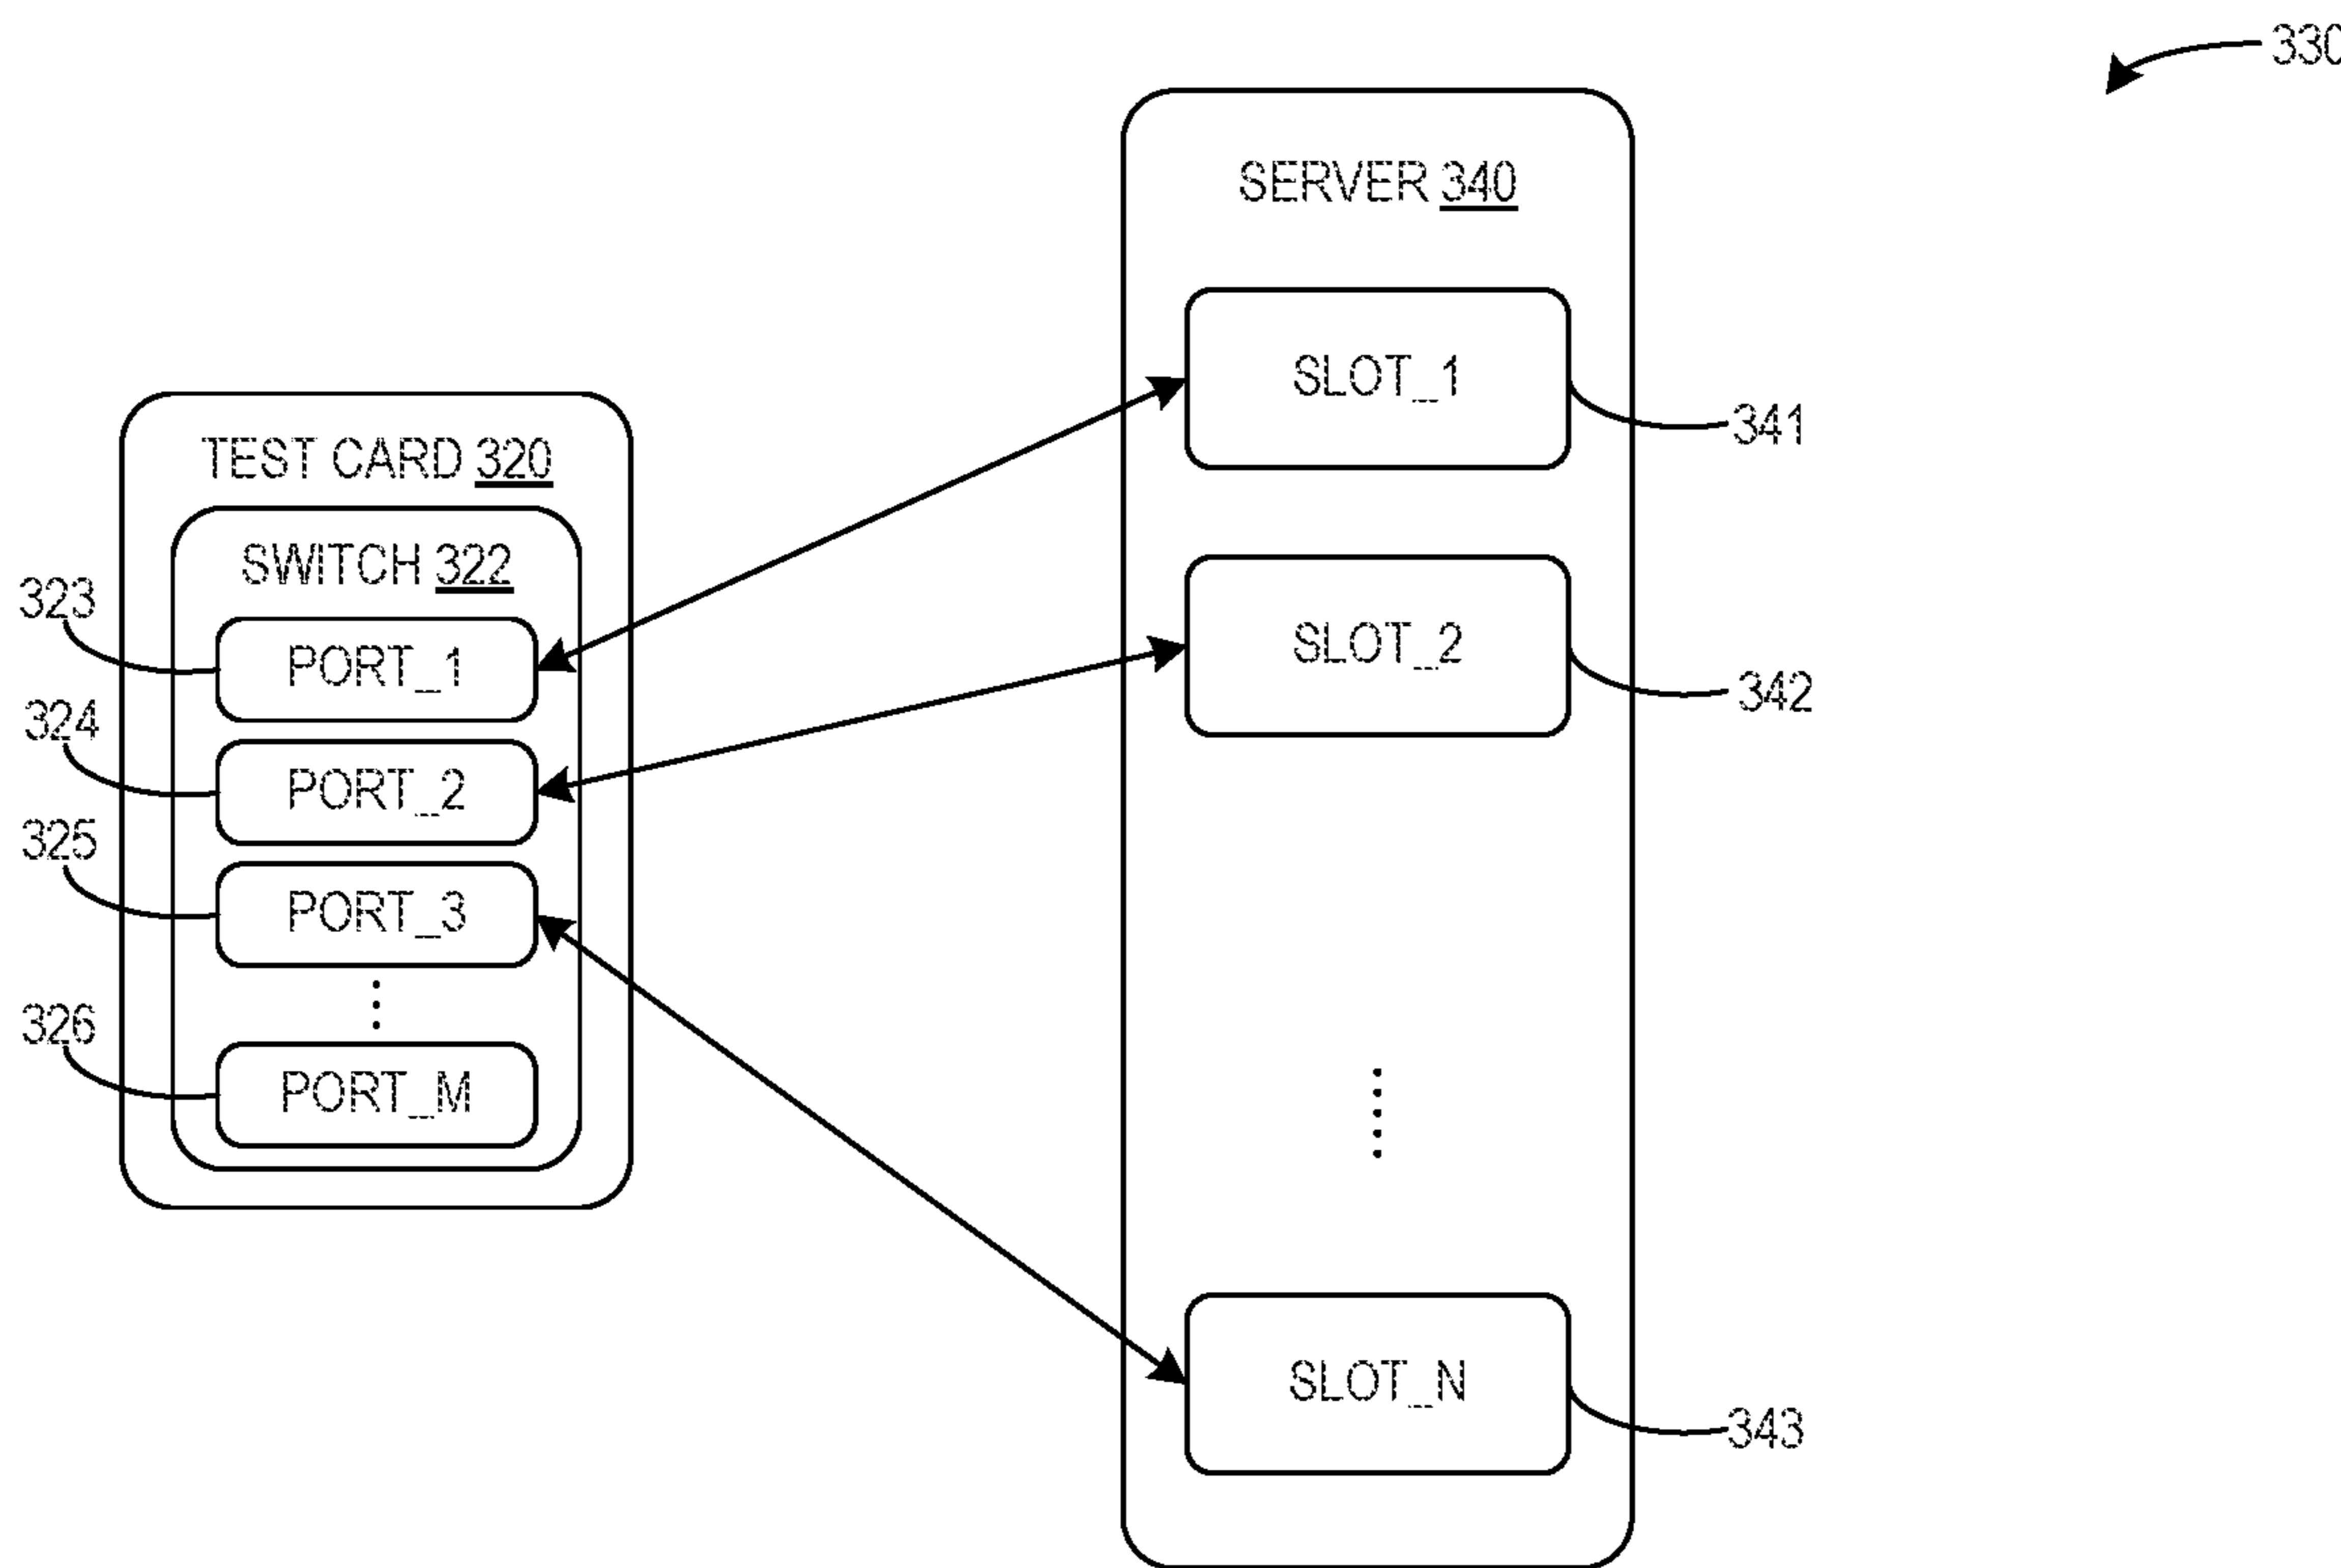 330
SERVER 340
SLOT_1
341
TEST CARD 320
SWITCH 322
323
PORT_1
SLOT_2
342
324
PORT_2
325
PORT_3
326
PORT_M
SLOT_N
343